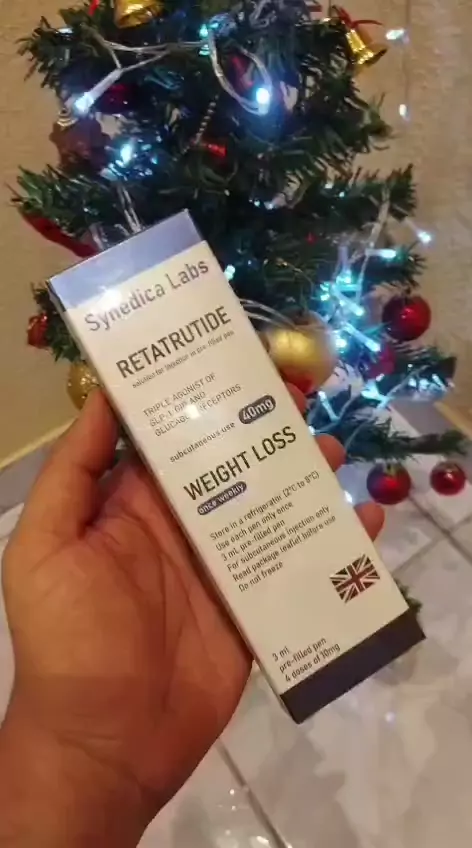 Synedica Labs
RETATRUTIDE
solution for injection in pre-filled pen
TRIPLE AGONIST OF
GLP-1 GIP AND
GLUCAGON RECEPTORS
subcutaneous use 40mg
WEIGHT LOSS
once weekly
Store in a refrigerator (2°C to 8°C)
Use each pen only once
3 mL pre-filled pen
For subcutaneous injection only
Read package leaflet before use
Do not freeze
3 ml
pre-filled pen
4 doses of 10mg